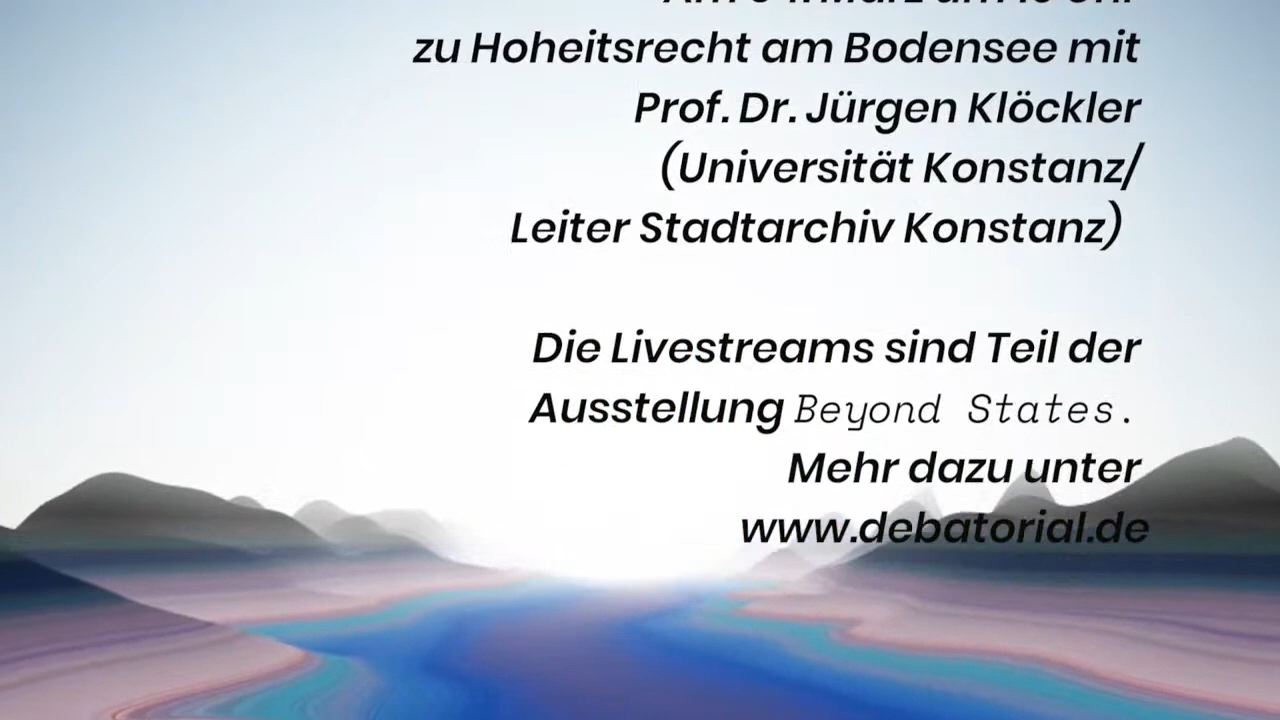 zu Hoheitsrecht am Bodensee mit
Prof. Dr. Jürgen Klöckler
(Universität Konstanz/
Leiter Stadtarchiv Konstanz)
Die Livestreams sind Teil der
Ausstellung Beyond States.
Mehr dazu unter
www.debatorial.de